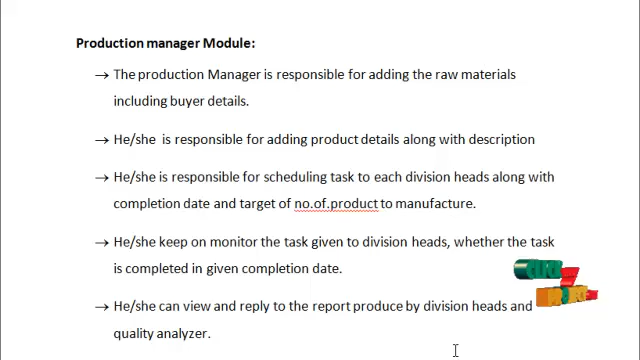 Production manager Module:
→ The production Manager is responsible for adding the raw materials
including buyer details.
→ He/she is responsible for adding product details along with description
→ He/she is responsible for scheduling task to each division heads along with
completion date and target of no.of.product to manufacture.
→ He/she keep on monitor the task given to division heads, whether the task
is completed in given completion date.
→ He/she can view and reply to the report produce by division heads and
quality analyzer.
CLICK